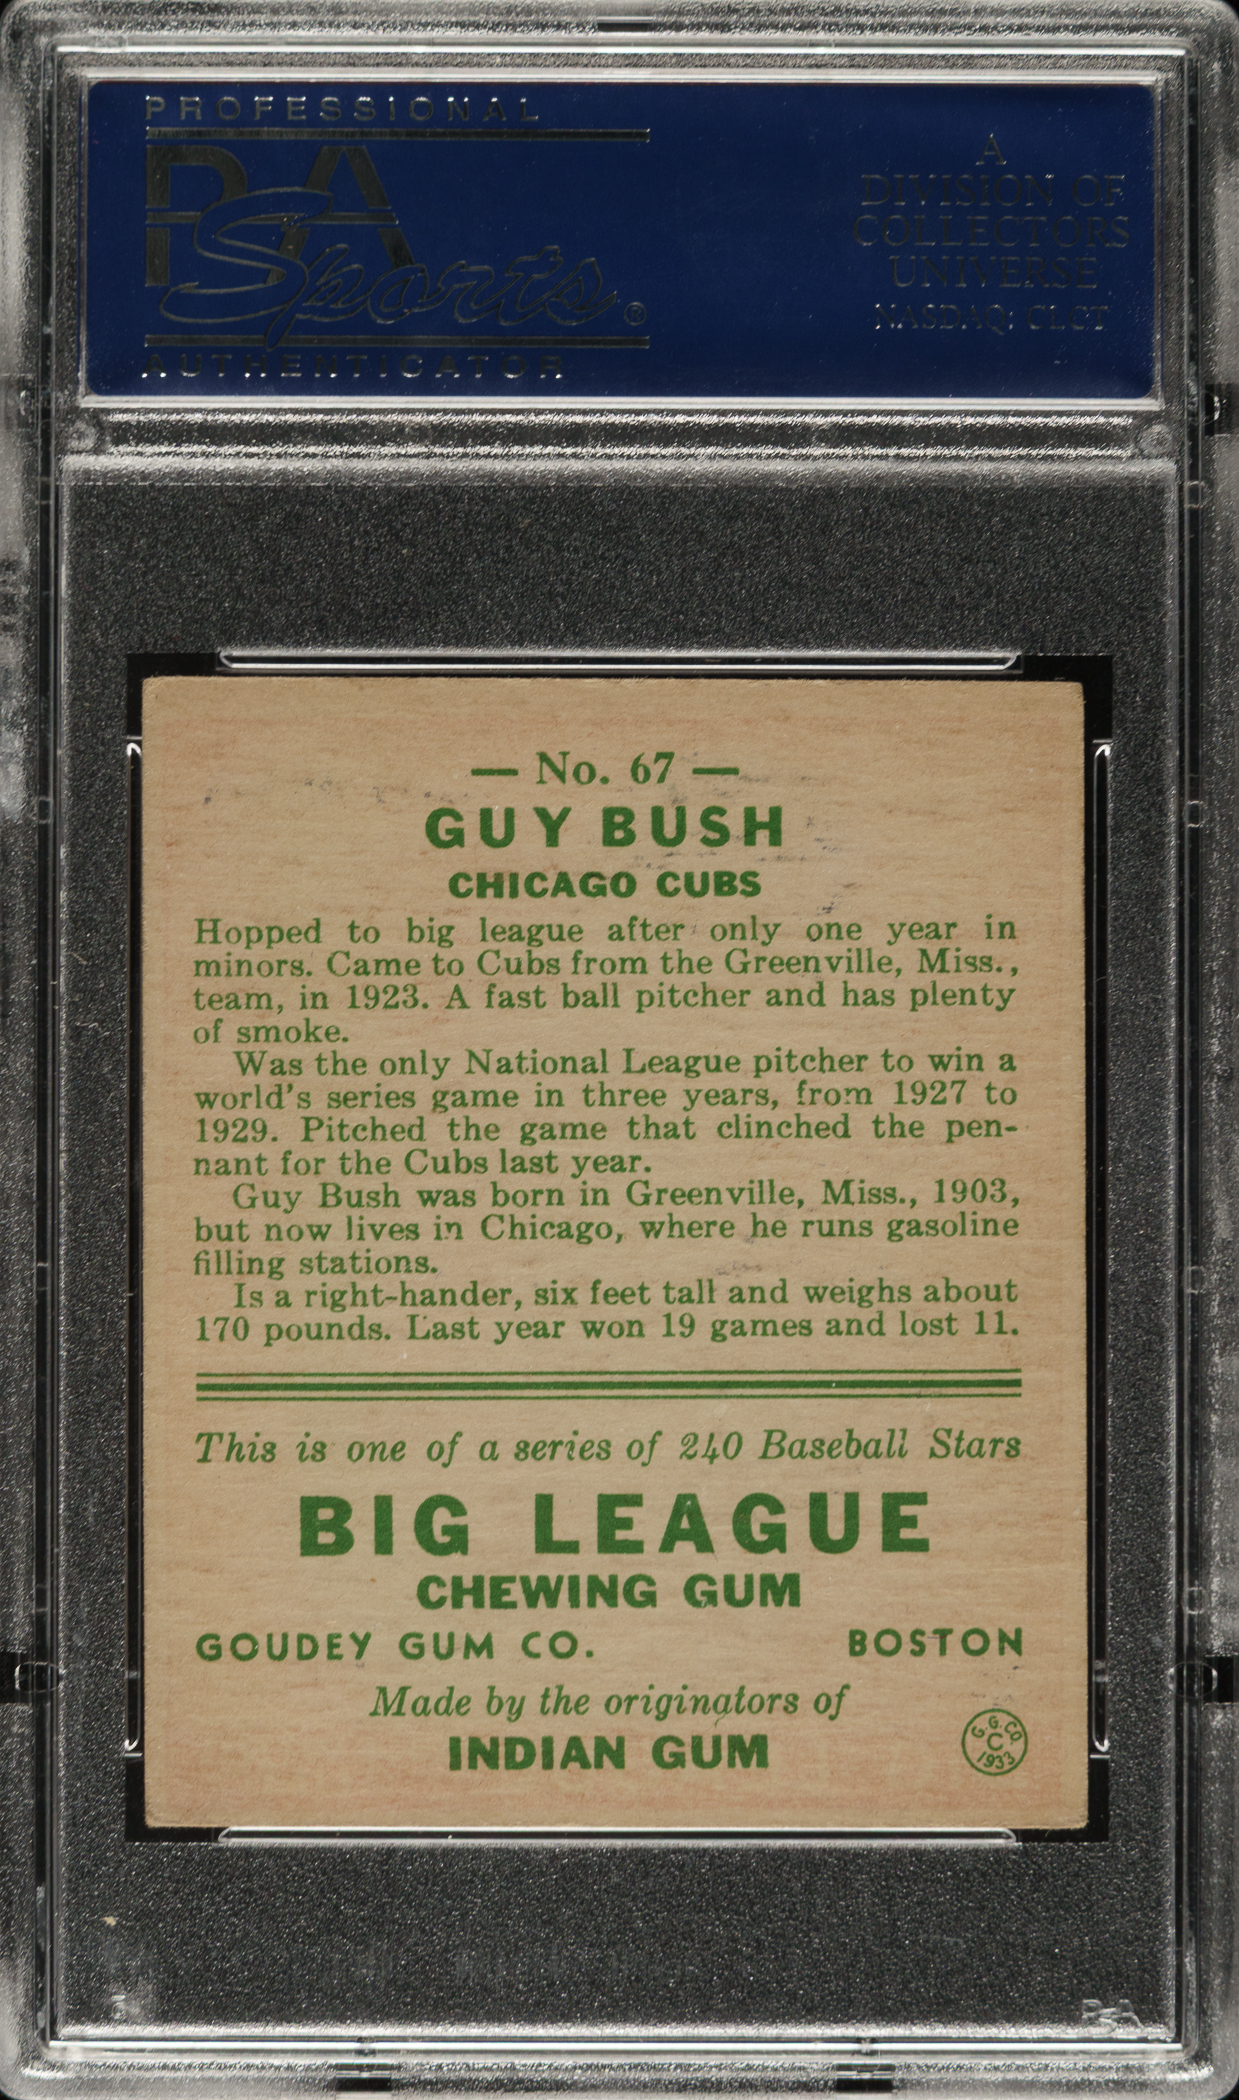 PROFESSIONAL
PSA
Sports®
AUTHENTICATOR
A
DIVISION OF
COLLECTORS
UNIVERSE
NASDAQ: CLCT
— No. 67 —
GUY BUSH
CHICAGO CUBS
Hopped to big league after only one year in
minors. Came to Cubs from the Greenville, Miss.,
team, in 1923. A fast ball pitcher and has plenty
of smoke.
Was the only National League pitcher to win a
world's series game in three years, from 1927 to
1929. Pitched the game that clinched the pen-
nant for the Cubs last year.
Guy Bush was born in Greenville, Miss., 1903,
but now lives in Chicago, where he runs gasoline
filling stations.
Is a right-hander, six feet tall and weighs about
170 pounds. Last year won 19 games and lost 11.
This is one of a series of 240 Baseball Stars
BIG LEAGUE
CHEWING GUM
GOUDEY GUM CO. BOSTON
Made by the originators of
INDIAN GUM
G. G. CO.
C
1933
PSA